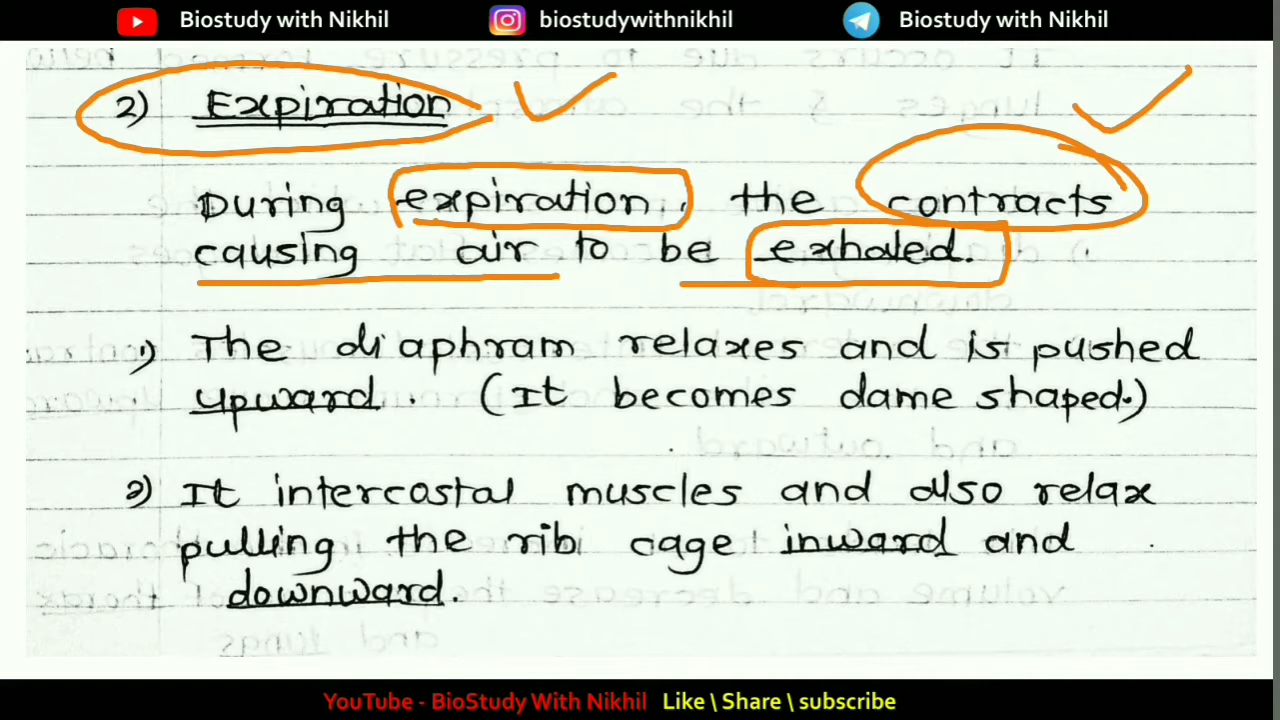 Biostudy with Nikhil biostudywithnikhil Biostudy with Nikhil
2) Expiration
During expiration. the contracts
causing air to be exhaled.
1) The diaphram relaxes and is pushed
upward. (It becomes dame shaped.)
2) It intercostal muscles and also relax
pulling the rib cage inward and
downward.
YouTube - BioStudy With Nikhil Like \ Share \ subscribe